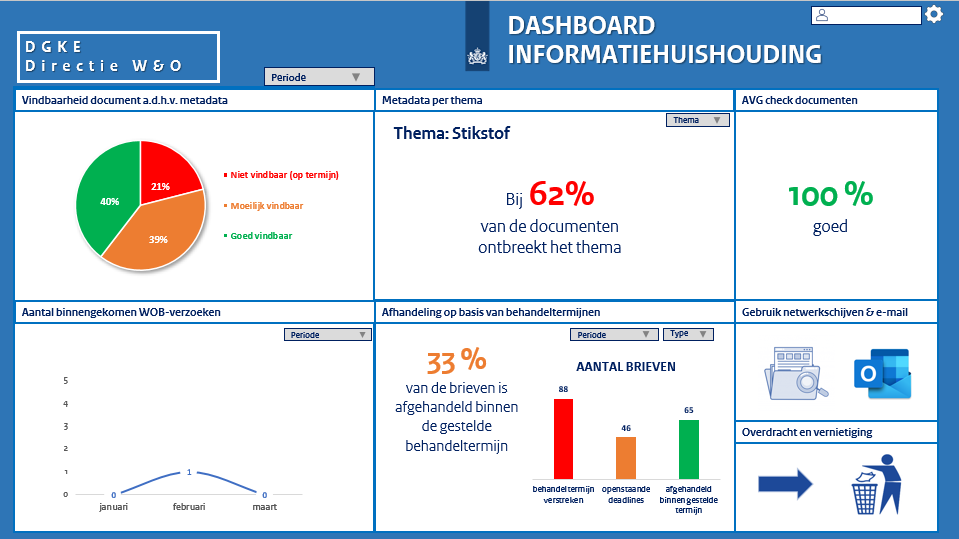 DGKE
Directie W&O
DASHBOARD
INFORMATIEHUISHOUDING
Periode
Vindbaarheid document a.d.h.v. metadata
21%
40%
39%
Niet vindbaar (op termijn)
Moeilijk vindbaar
Goed vindbaar
Metadata per thema
Thema
Thema: Stikstof
Bij 62%
van de documenten
ontbreekt het thema
AVG check documenten
100 %
goed
Aantal binnengekomen WOB-verzoeken
Periode
5
4
3
2
1
0
0
1
0
januari februari maart
Afhandeling op basis van behandeltermijnen
Periode
Type
33 %
van de brieven is
afgehandeld binnen
de gestelde
behandeltermijn
AANTAL BRIEVEN
88
46
65
behandeltermijn
verstreken
openstaande
deadlines
afgehandeld
binnen gestelde
termijn
Gebruik netwerkschijven & e-mail
O
Overdracht en vernietiging